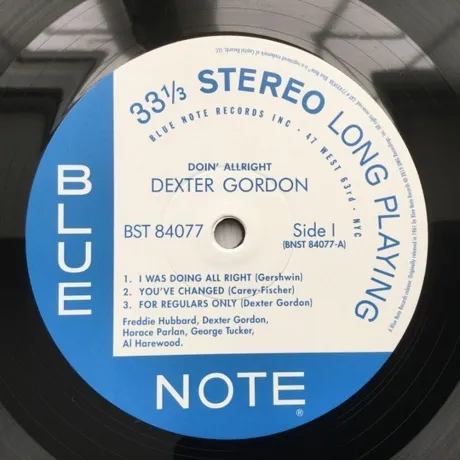 33⅓ STEREO LONG PLAYING
BLUE NOTE RECORDS INC • 47 WEST 63rd • NYC
DOIN' ALLRIGHT
DEXTER GORDON
BST 84077
Side I
(BNST 84077-A)
1. I WAS DOING ALL RIGHT (Gershwin)
2. YOU'VE CHANGED (Carey-Fischer)
3. FOR REGULARS ONLY (Dexter Gordon)
Freddie Hubbard, Dexter Gordon,
Horace Parlan, George Tucker,
Al Harewood.
BLUE
NOTE
®